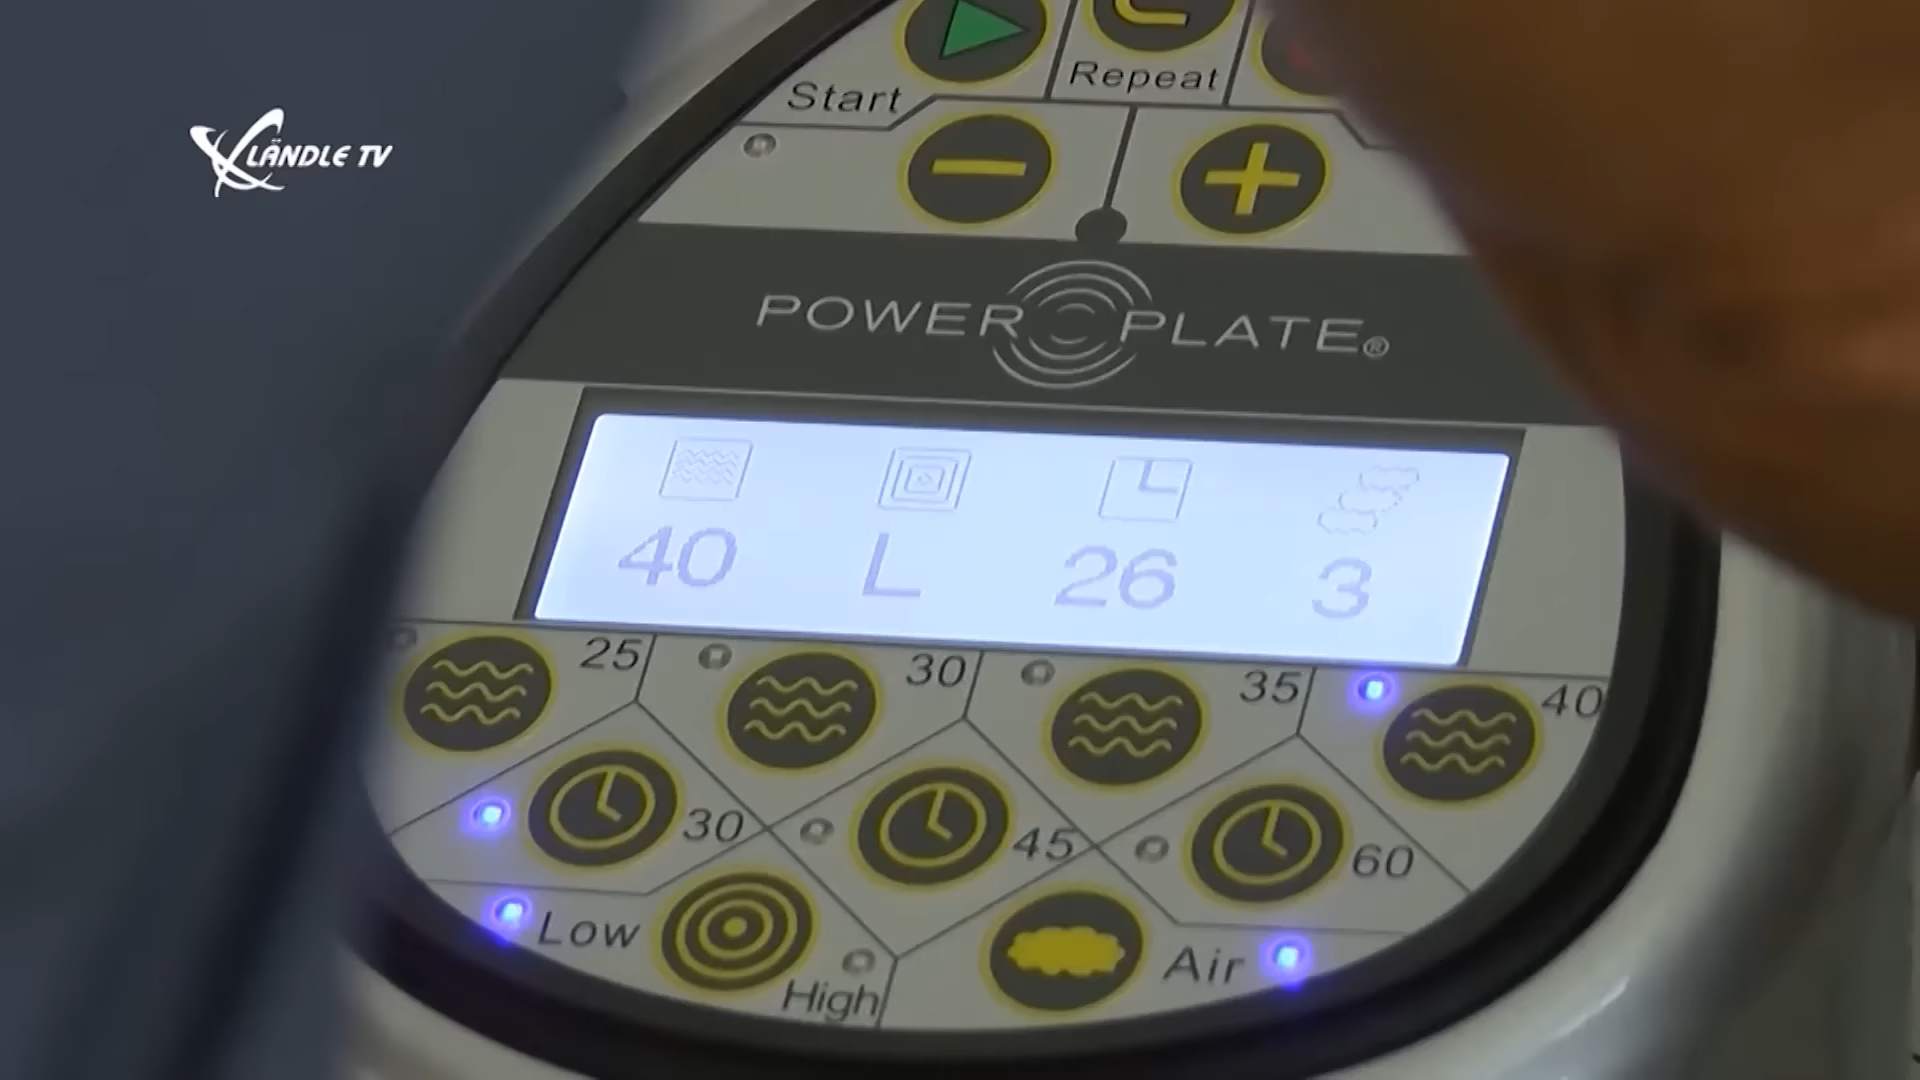 LÄNDLE TV
Start
Repeat
POWER PLATE®
40 L 26 3
25 30 35 40
30 45 60
Low High Air